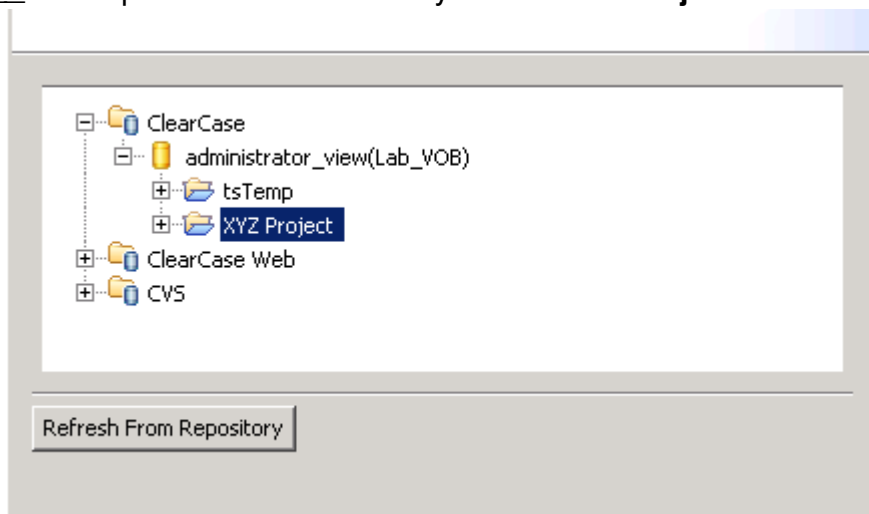 ClearCase
administrator_view(Lab_VOB)
tsTemp
XYZ Project
ClearCase Web
CVS
Refresh From Repository